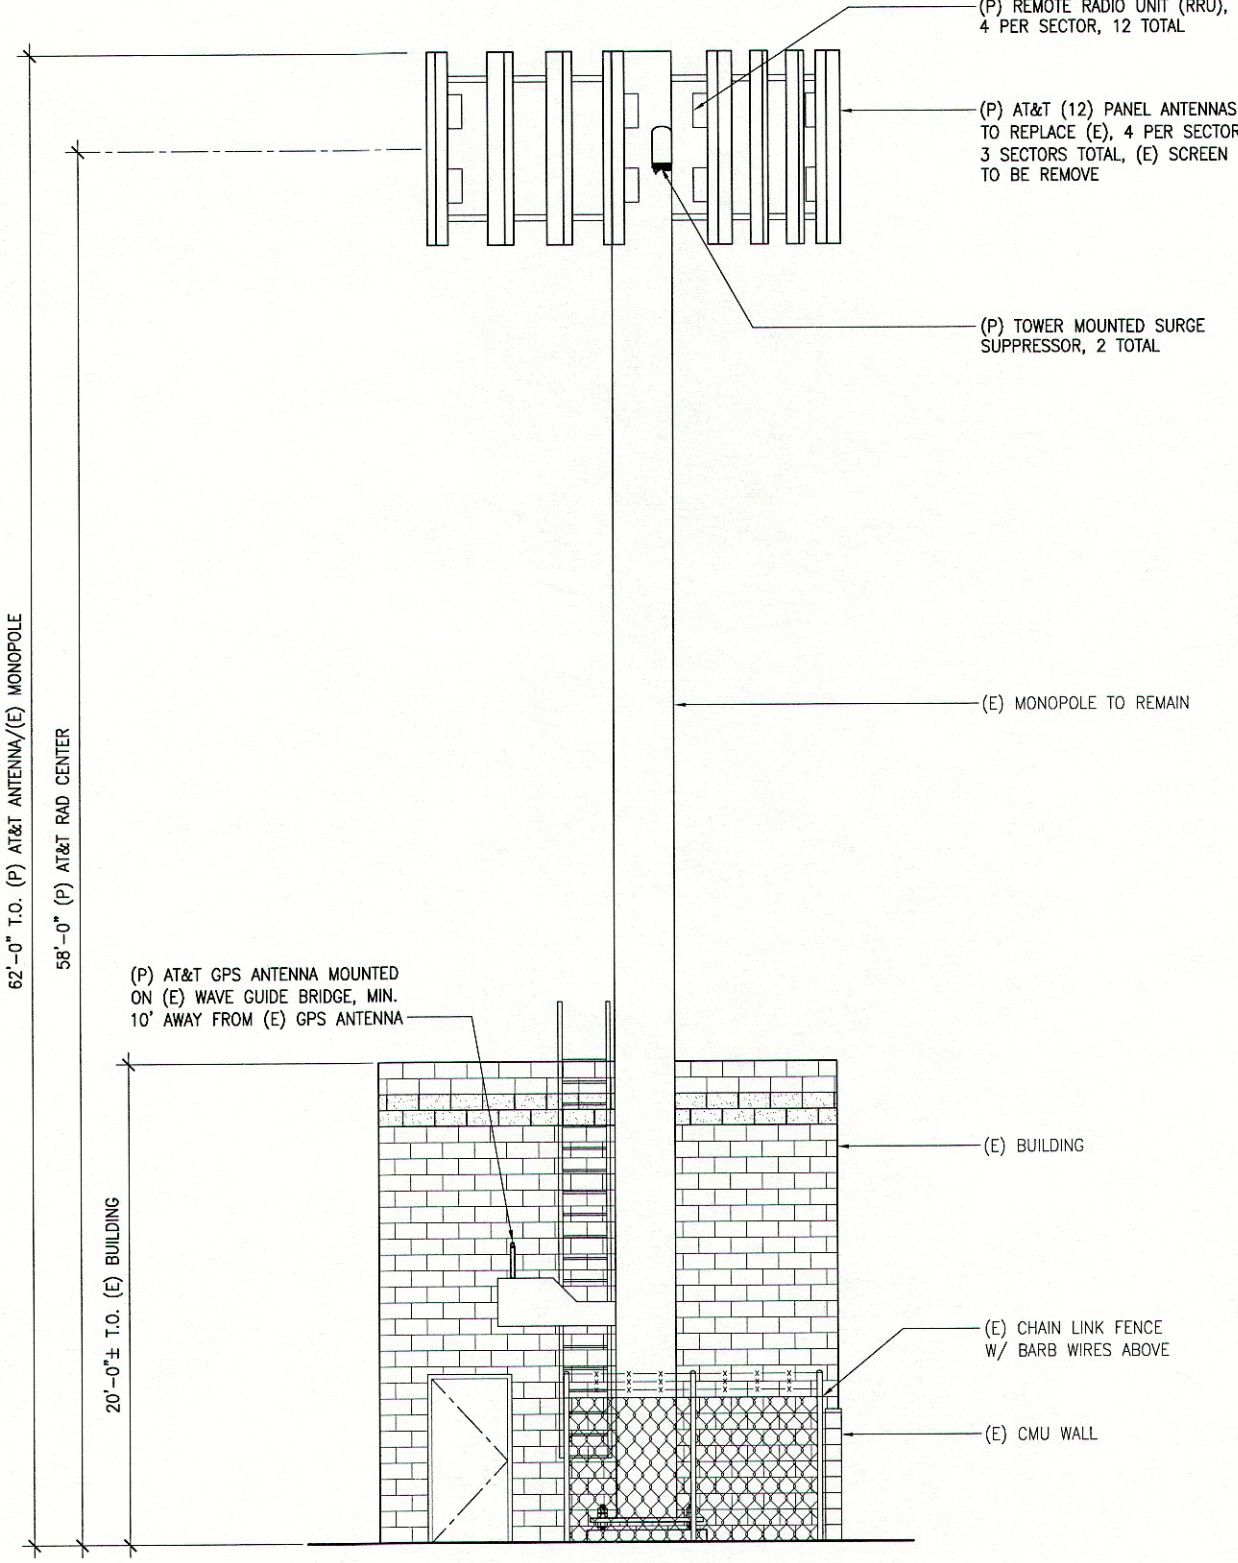 (P) REMOTE RADIO UNIT (RRU),
4 PER SECTOR, 12 TOTAL
(P) AT&T (12) PANEL ANTENNAS
TO REPLACE (E), 4 PER SECTOR
3 SECTORS TOTAL, (E) SCREEN
TO BE REMOVE
(P) TOWER MOUNTED SURGE
SUPPRESSOR, 2 TOTAL
(E) MONOPOLE TO REMAIN
62'-0" T.O. (P) AT&T ANTENNA/(E) MONOPOLE
58'-0" (P) AT&T RAD CENTER
(P) AT&T GPS ANTENNA MOUNTED
ON (E) WAVE GUIDE BRIDGE, MIN.
10' AWAY FROM (E) GPS ANTENNA
20'-0"± T.O. (E) BUILDING
(E) BUILDING
(E) CHAIN LINK FENCE
W/ BARB WIRES ABOVE
(E) CMU WALL